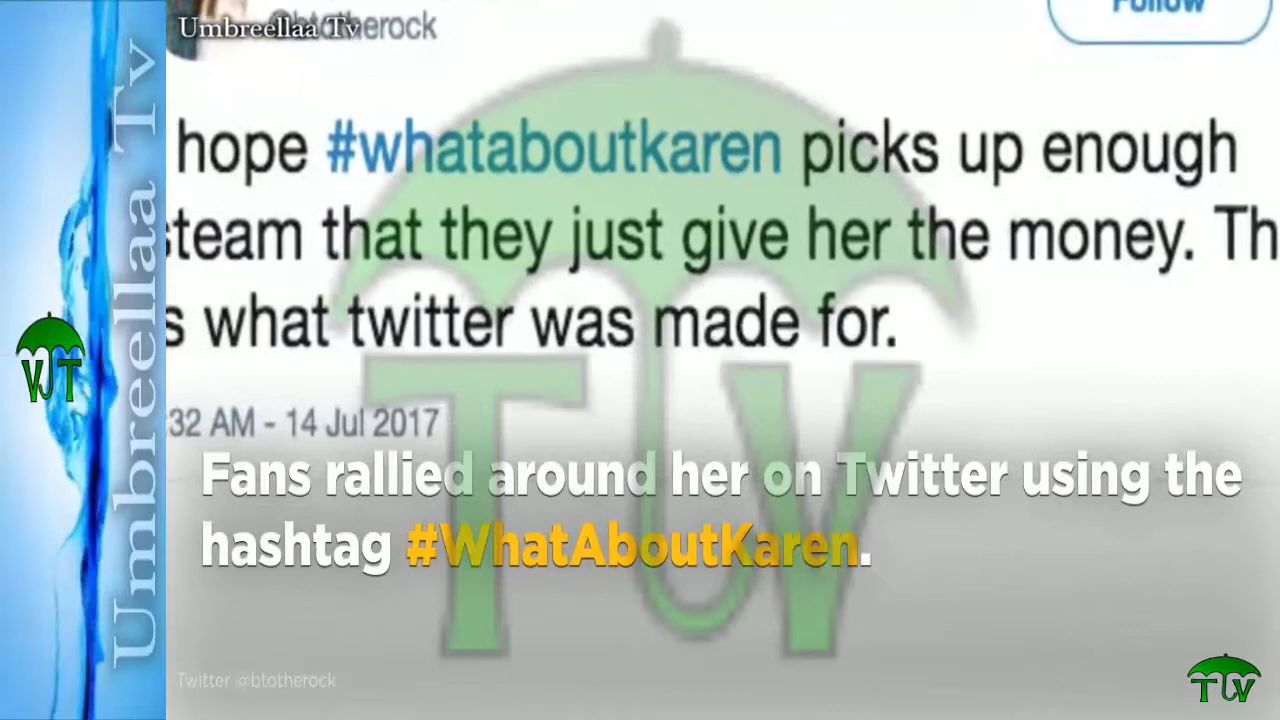 Umbreellaa Tv
@btotherock
Follow
hope #whataboutkaren picks up enough
steam that they just give her the money. Th
s what twitter was made for.
:32 AM - 14 Jul 2017
Fans rallied around her on Twitter using the
hashtag #WhatAboutKaren.
Twitter @btotherock
Umbreellaa Tv
VJT
TV
TV